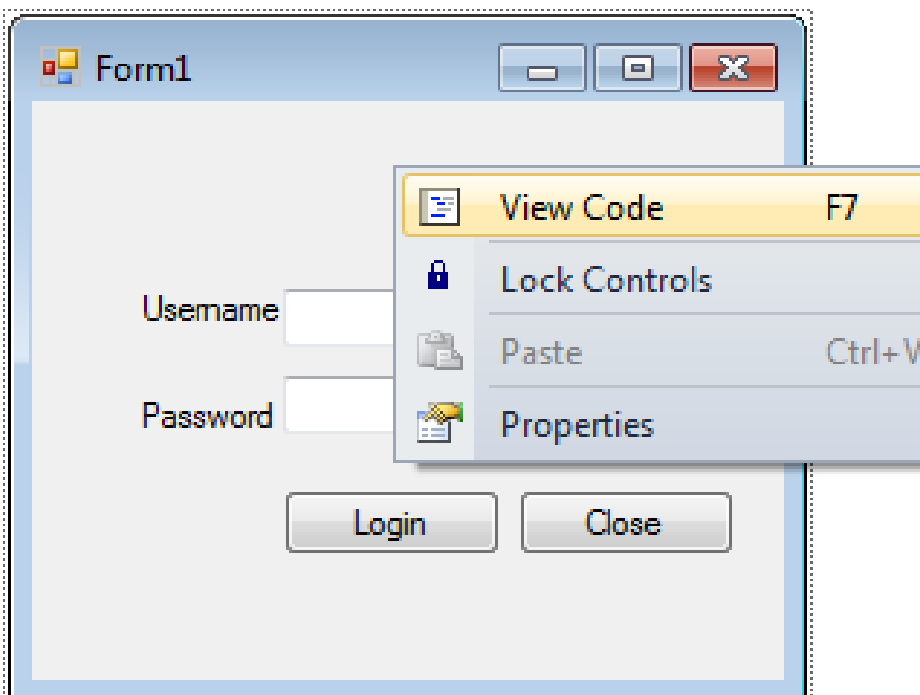 Form1
View Code F7
Lock Controls
Username
Paste Ctrl+V
Password
Properties
Login Close